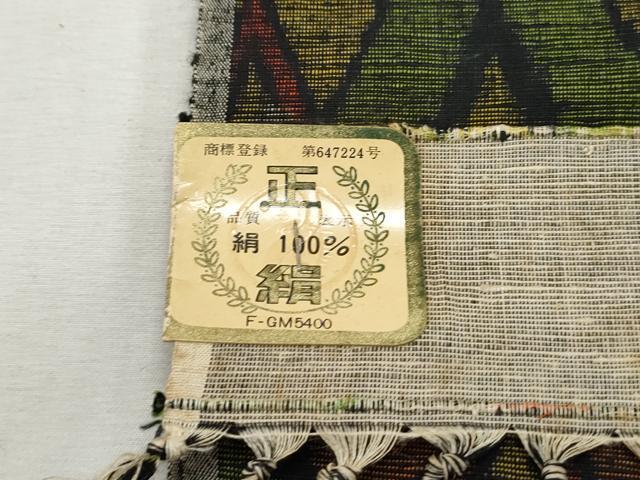 商標登録 第647224号
正
品質 表示
絹 100%
絹
F-GM5400